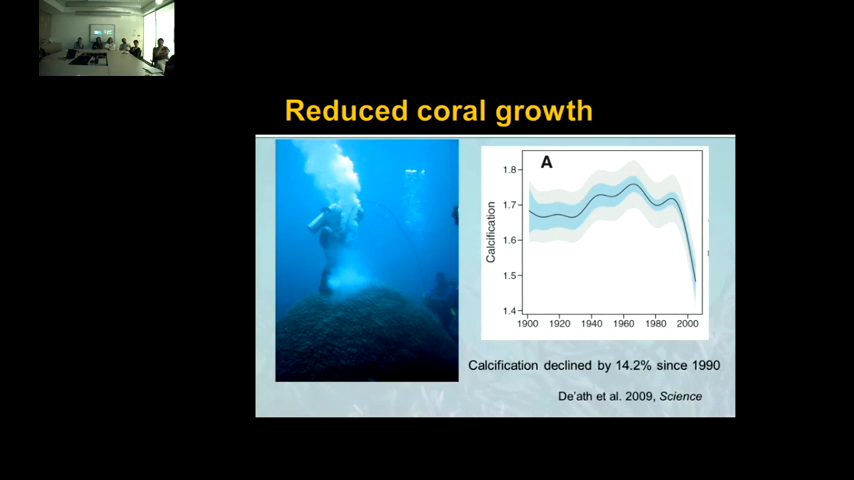 Reduced coral growth
A
Calcification
1.8
1.7
1.6
1.5
1.4
1900 1920 1940 1960 1980 2000
Calcification declined by 14.2% since 1990
De'ath et al. 2009, Science